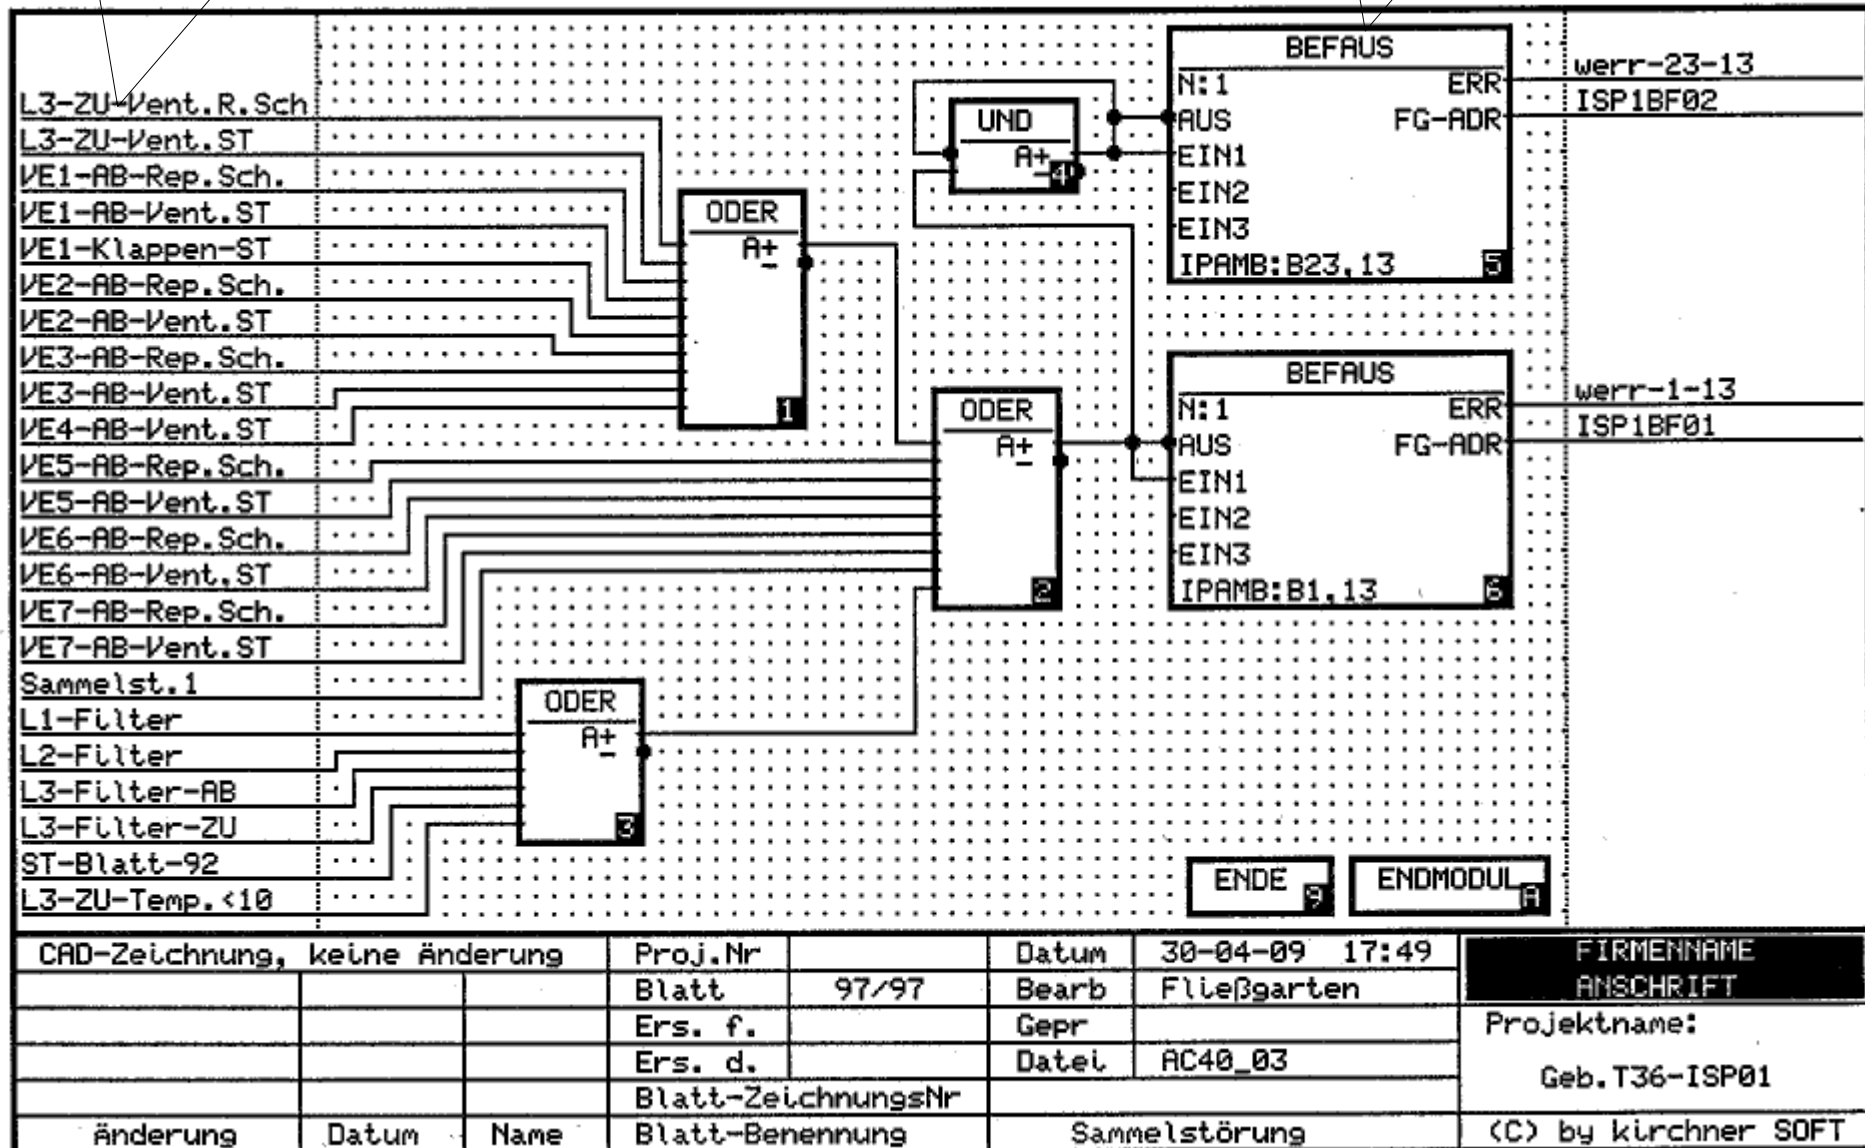 L3-ZU-Vent.R.Sch
L3-ZU-Vent.ST
VE1-AB-Rep.Sch.
VE1-AB-Vent.ST
VE1-Klappen-ST
VE2-AB-Rep.Sch.
VE2-AB-Vent.ST
VE3-AB-Rep.Sch.
VE3-AB-Vent.ST
VE4-AB-Vent.ST
VE5-AB-Rep.Sch.
VE5-AB-Vent.ST
VE6-AB-Rep.Sch.
VE6-AB-Vent.ST
VE7-AB-Rep.Sch.
VE7-AB-Vent.ST
Sammelst.1
L1-Filter
L2-Filter
L3-Filter-AB
L3-Filter-ZU
ST-Blatt-92
L3-ZU-Temp.<10
ODER
A+
-
1
ODER
A+
-
2
ODER
A+
-
3
UND
A+
-
4
BEFAUS
N:1 ERR
AUS FG-ADR
EIN1
EIN2
EIN3
IPAMB:B23,13 5
BEFAUS
N:1 ERR
AUS FG-ADR
EIN1
EIN2
EIN3
IPAMB:B1,13 6
werr-23-13
ISP1BF02
werr-1-13
ISP1BF01
ENDE 9
ENDMODUL A
CAD-Zeichnung, keine änderung Proj.Nr Datum 30-04-09 17:49
Blatt 97/97 Bearb Fließgarten
Ers. f. Gepr
Ers. d. Datei AC40_03
Blatt-ZeichnungsNr
änderung Datum Name Blatt-Benennung Sammelstörung
FIRMENNAME
ANSCHRIFT
Projektname:
Geb.T36-ISP01
(C) by kirchner SOFT